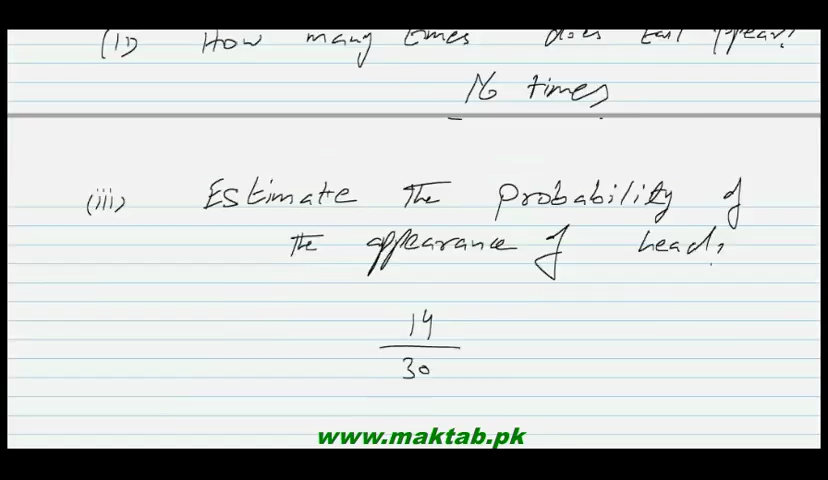 (ii) How many times does tail appear?
16 times
(iii) Estimate the probability of
the appearance of head?
14
30
www.maktab.pk